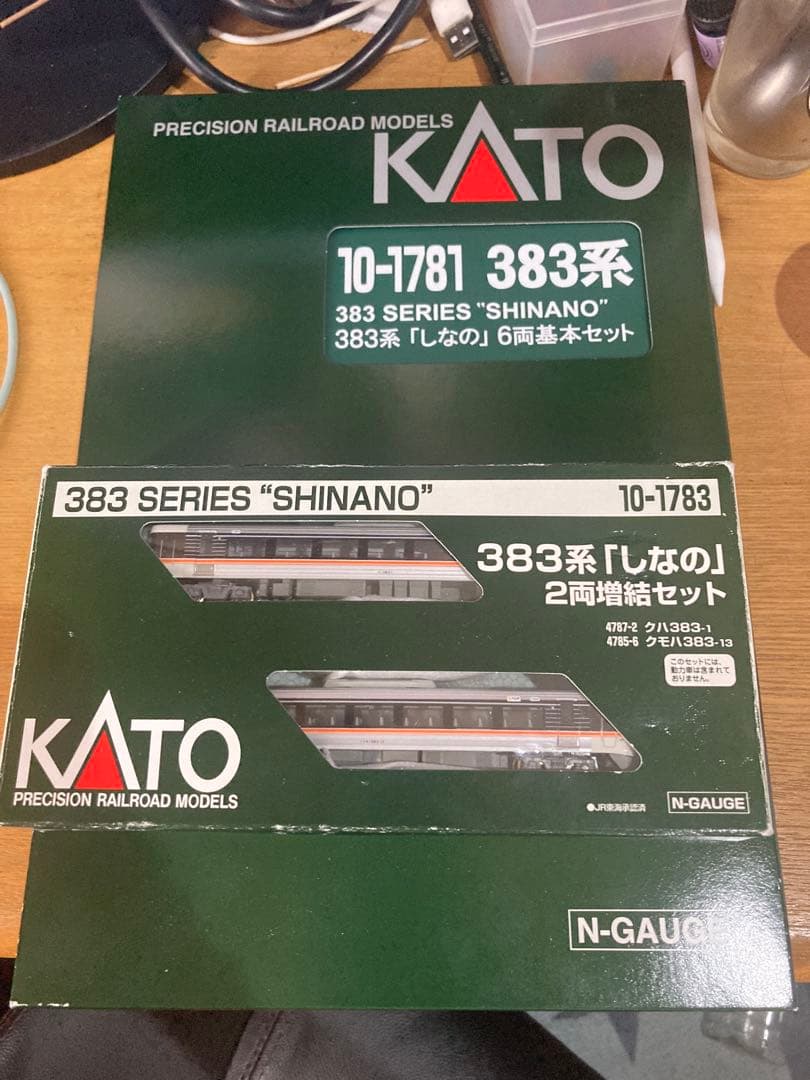 PRECISION RAILROAD MODELS
KATO
10-1781 383系
383 SERIES "SHINANO"
383系「しなの」6両基本セット
383 SERIES “SHINANO” 10-1783
383系「しなの」
2両増結セット
4787-2 クハ383-1
4785-6 クモハ383-13
このセットには、
動力車は含まれて
おりません。
KATO
PRECISION RAILROAD MODELS
●JR東海承認済 N-GAUGE
N-GAUGE